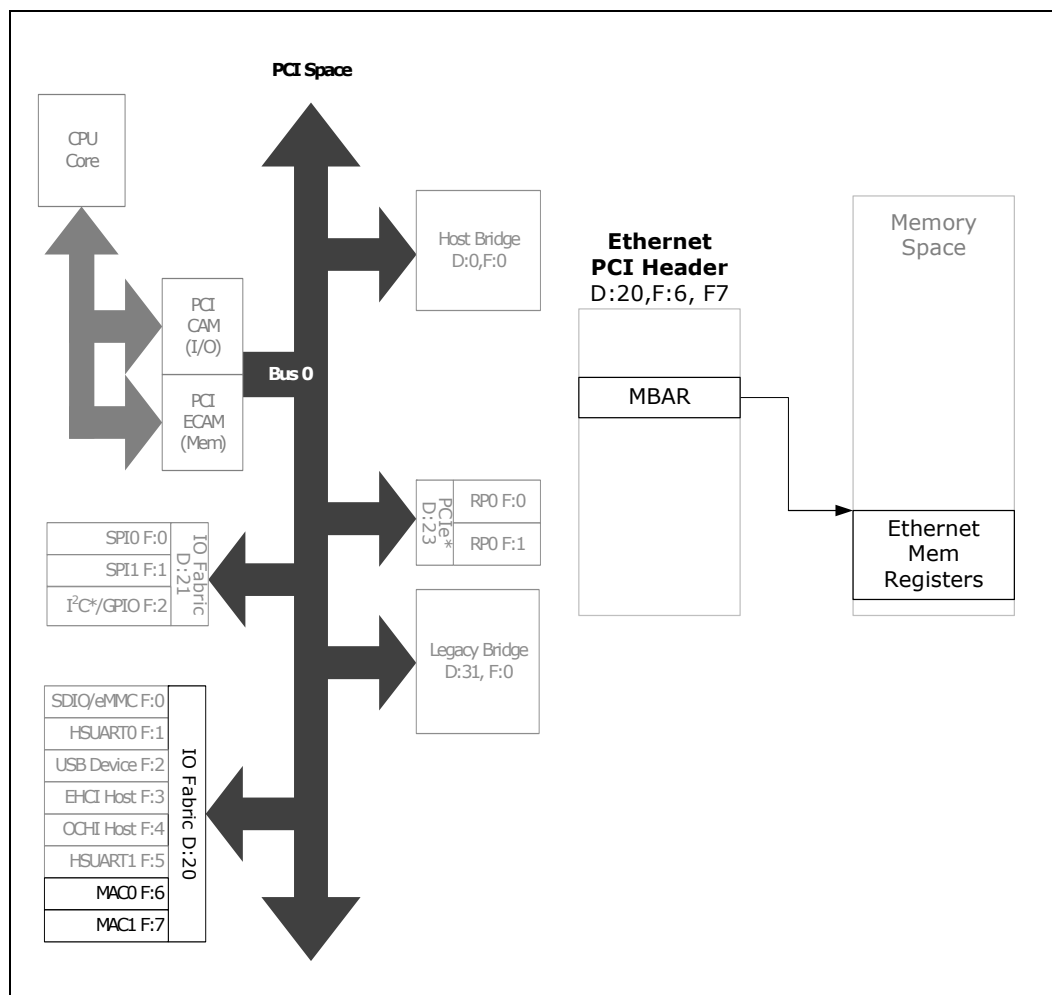 PCI Space
CPU
Core
PCI
CAM
(I/O)
Bus 0
PCI
ECAM
(Mem)
Host Bridge
D:0,F:0
SPI0 F:0
SPI1 F:1
I²C*/GPIO F:2
IO Fabric
D:21
PCIe*
D:23
RP0 F:0
RP0 F:1
Legacy Bridge
D:31, F:0
SDIO/eMMC F:0
HSUART0 F:1
USB Device F:2
EHCI Host F:3
OCHI Host F:4
HSUART1 F:5
MAC0 F:6
MAC1 F:7
IO Fabric D:20
Ethernet
PCI Header
D:20,F:6, F7
MBAR
Memory
Space
Ethernet
Mem
Registers